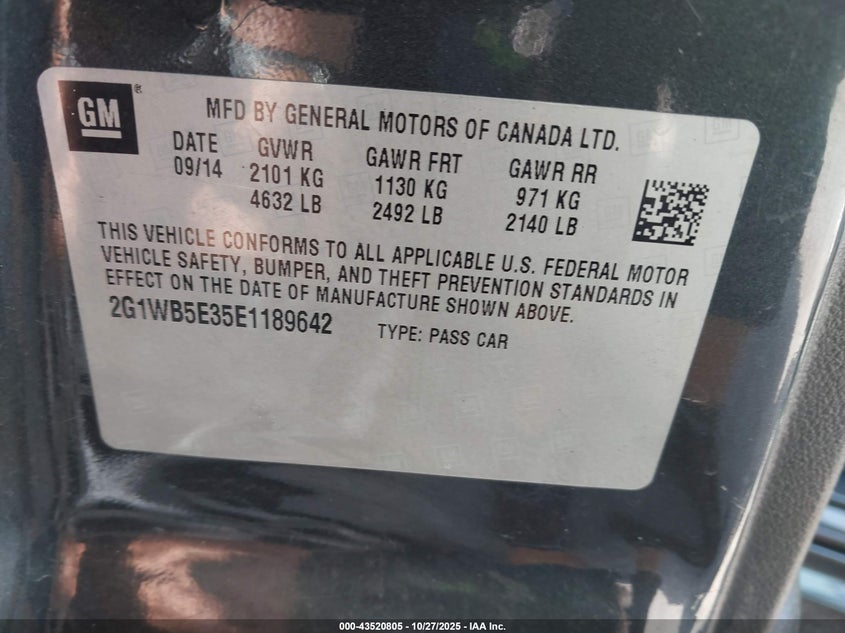 GM®
MFD BY GENERAL MOTORS OF CANADA LTD.
DATE GVWR GAWR FRT GAWR RR
09/14 2101 KG 1130 KG 971 KG
4632 LB 2492 LB 2140 LB
THIS VEHICLE CONFORMS TO ALL APPLICABLE U.S. FEDERAL MOTOR
VEHICLE SAFETY, BUMPER, AND THEFT PREVENTION STANDARDS IN
EFFECT ON THE DATE OF MANUFACTURE SHOWN ABOVE.
2G1WB5E35E1189642 TYPE: PASS CAR
000-43520805 - 10/27/2025 - IAA Inc.